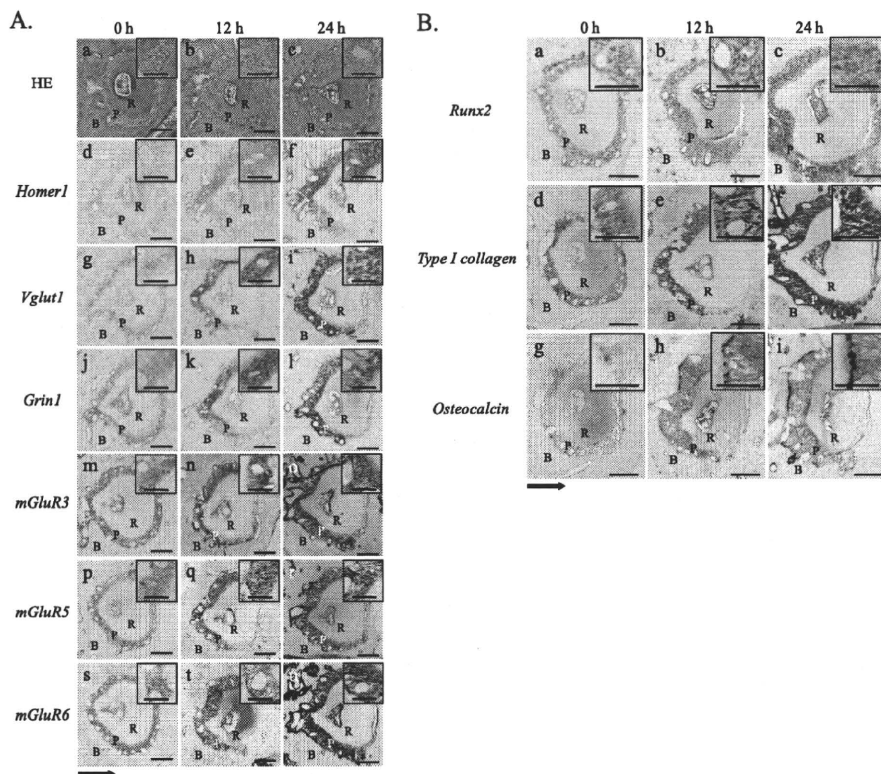 A.
0 h 12 h 24 h
HE
a b c
R R R
P P P
B B B
Homer1
d e f
R R R
P P P
B B B
Vglut1
g h i
R R R
P P P
B B B
Grin1
j k l
R R R
P P P
B B B
mGluR3
m n
R R R
P P P
B B B
mGluR5
p q
R R R
P P P
B B B
mGluR6
s t
R R R
P P P
B B B
B.
0 h 12 h 24 h
Runx2
a b c
R R R
P P P
B B B
Type I collagen
d e f
R R R
P P P
B B B
Osteocalcin
g h i
R R R
P P P
B B B